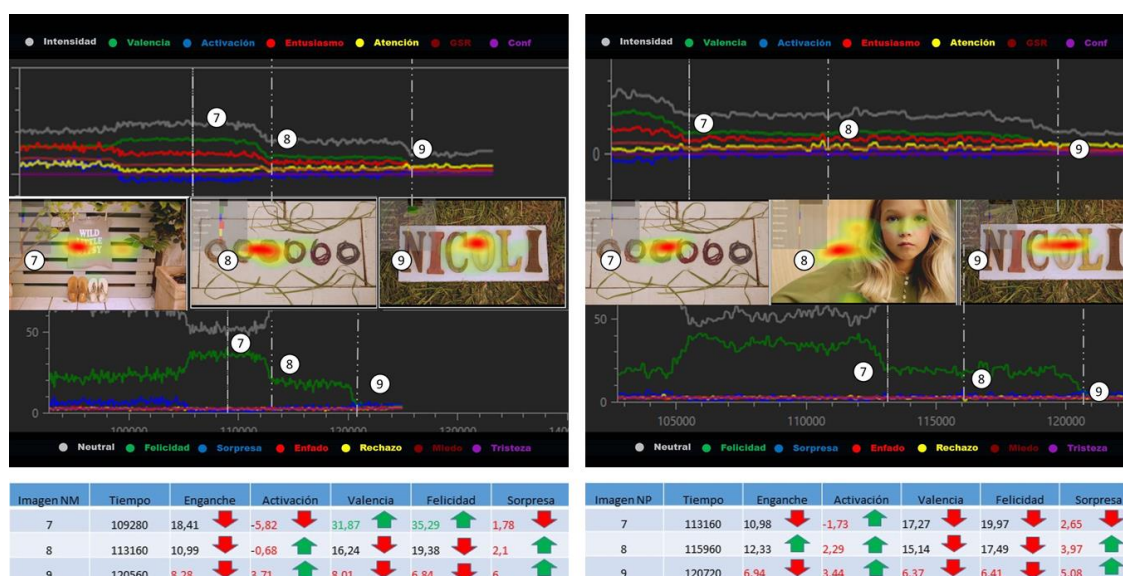 Intensidad Valencia Activación Entusiasmo Atención GSR Conf
7
8
9
WILD
7
8
9
NICOLI
50
7
8
9
0
100000 110000 120000 130000
Neutral Felicidad Sorpresa Enfado Rechazo Miedo Tristeza
Imagen NM Tiempo Enganche Activación Valencia Felicidad Sorpresa
7 109280 18,41 -5,82 31,87 35,29 1,78
8 113160 10,99 -0,68 16,24 19,38 2,1
9 120560 8,28 3,71 8,01 6,84 6
Intensidad Valencia Activación Entusiasmo Atención GSR Conf
7
8
0
9
7
8
9
NICOLI
50
7
8
9
0
105000 110000 115000 120000
Neutral Felicidad Sorpresa Enfado Rechazo Miedo Tristeza
Imagen NP Tiempo Enganche Activación Valencia Felicidad Sorpresa
7 113160 10,98 -1,73 17,27 19,97 2,65
8 115960 12,33 2,29 15,14 17,49 3,97
9 120720 6,94 3,44 6,37 6,41 5,08